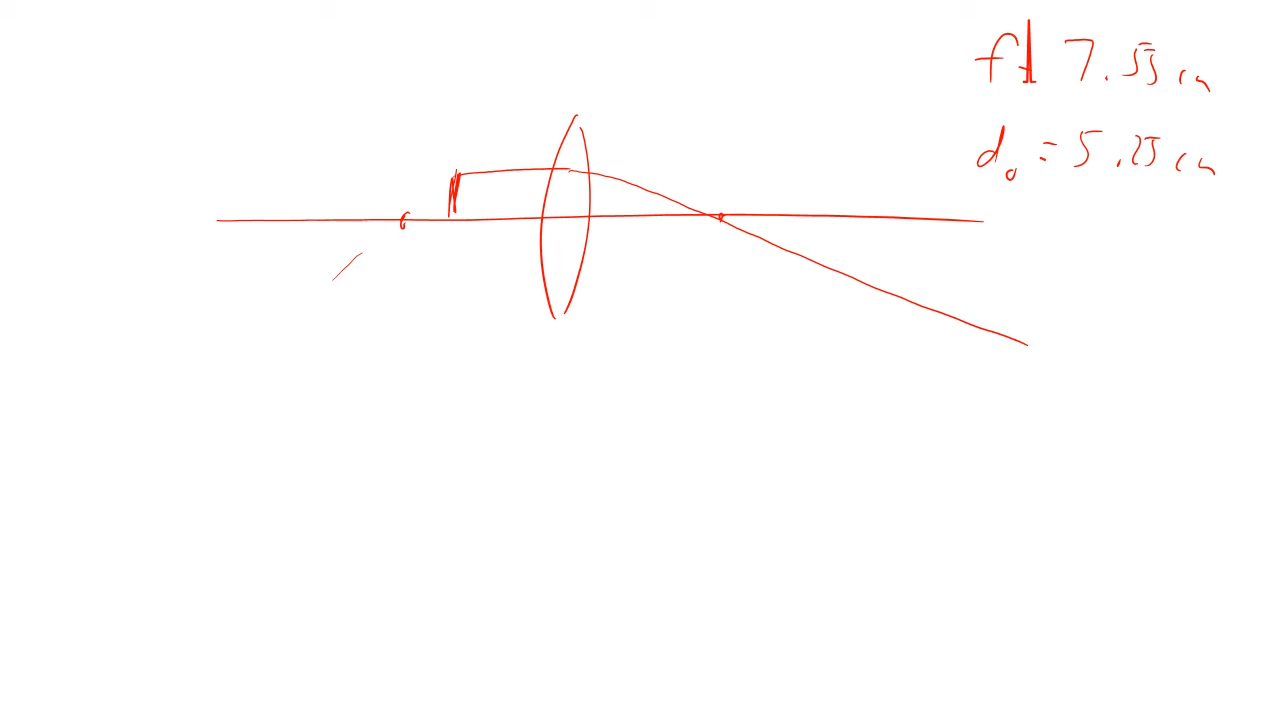 f = 7.55 cm
d₀ = 5.25 cm